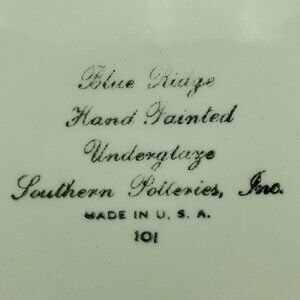 Blue Ridge
Hand Painted
Underglaze
Southern Potteries, Inc.
MADE IN U. S. A.
101